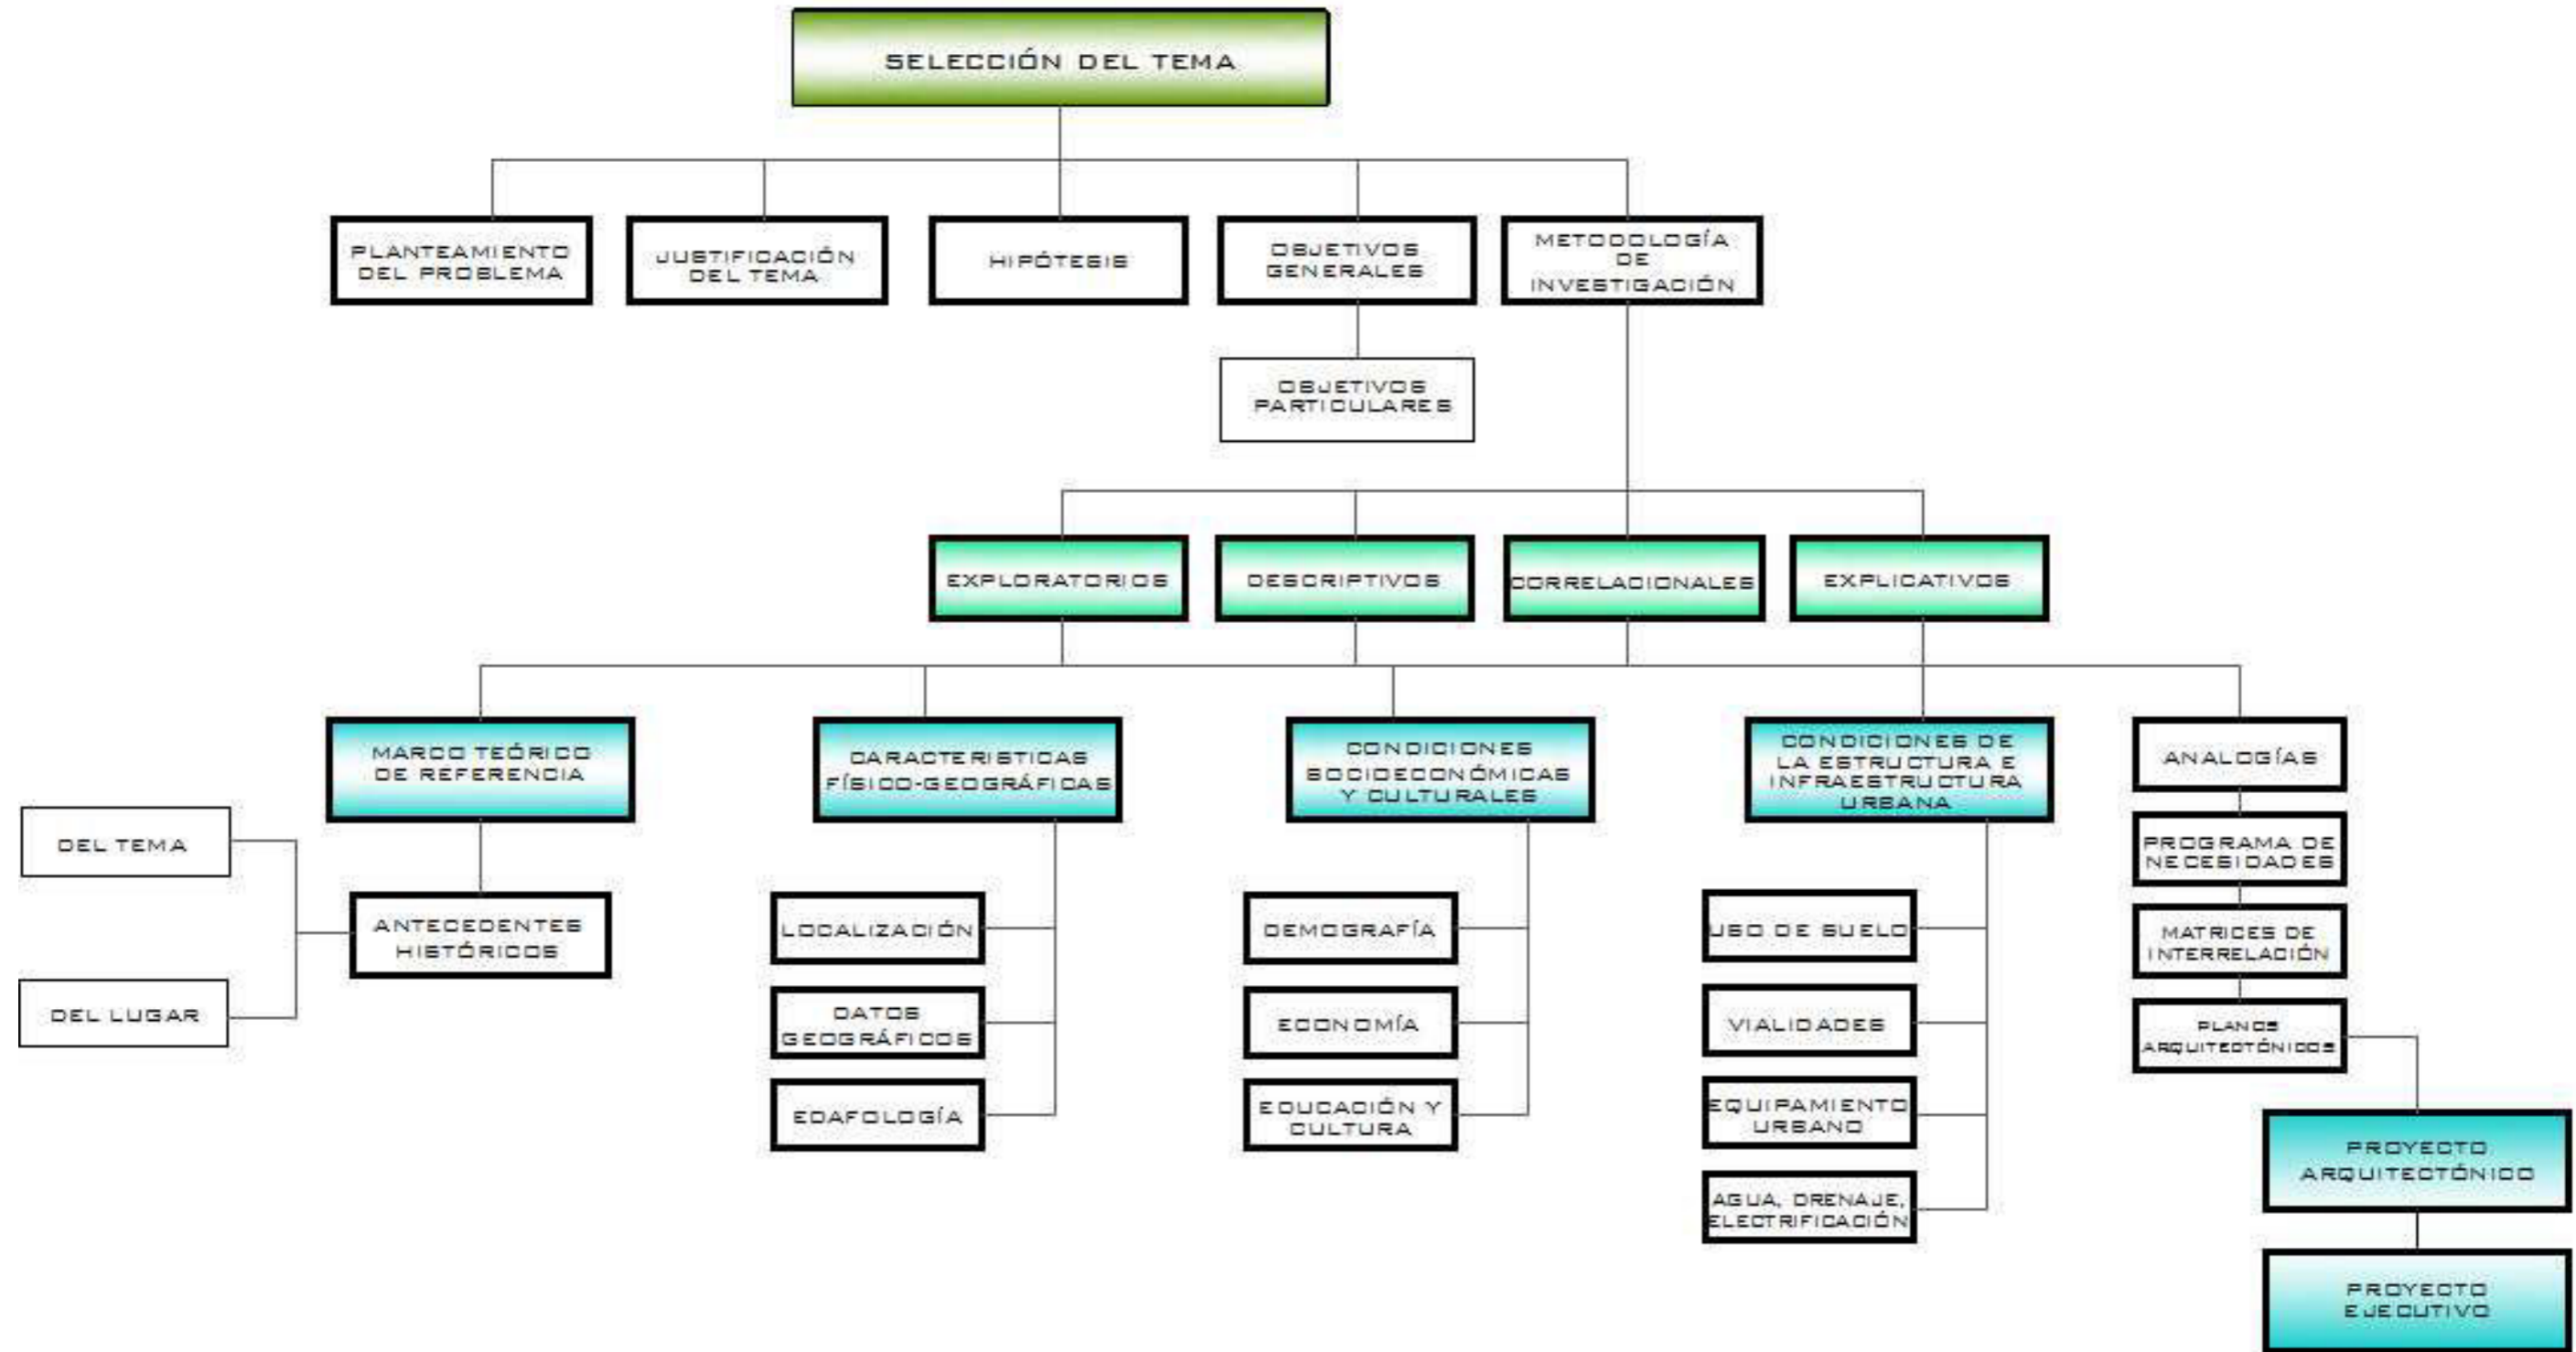 SELECCIÓN DEL TEMA
PLANTEAMIENTO
DEL PROBLEMA
JUSTIFICACIÓN
DEL TEMA
HIPÓTESIS
OBJETIVOS
GENERALES
METODOLOGÍA
DE
INVESTIGACIÓN
OBJETIVOS
PARTICULARES
EXPLORATORIOS
DESCRIPTIVOS
CORRELACIONALES
EXPLICATIVOS
MARCO TEÓRICO
DE REFERENCIA
CARACTERISTICAS
FÍSICO-GEOGRÁFICAS
CONDICIONES
SOCIOECONÓMICAS
Y CULTURALES
CONDICIONES DE
LA ESTRUCTURA E
INFRAESTRUCTURA
URBANA
ANALOGÍAS
DEL TEMA
DEL LUGAR
ANTECEDENTES
HISTÓRICOS
LOCALIZACIÓN
DATOS
GEOGRÁFICOS
EDAFOLOGÍA
DEMOGRAFÍA
ECONOMÍA
EDUCACIÓN Y
CULTURA
USO DE SUELO
VIALIDADES
EQUIPAMIENTO
URBANO
AGUA, DRENAJE,
ELECTRIFICACIÓN
PROGRAMA DE
NECESIDADES
MATRICES DE
INTERRELACIÓN
PLANOS
ARQUITECTÓNICOS
PROYECTO
ARQUITECTÓNICO
PROYECTO
EJECUTIVO